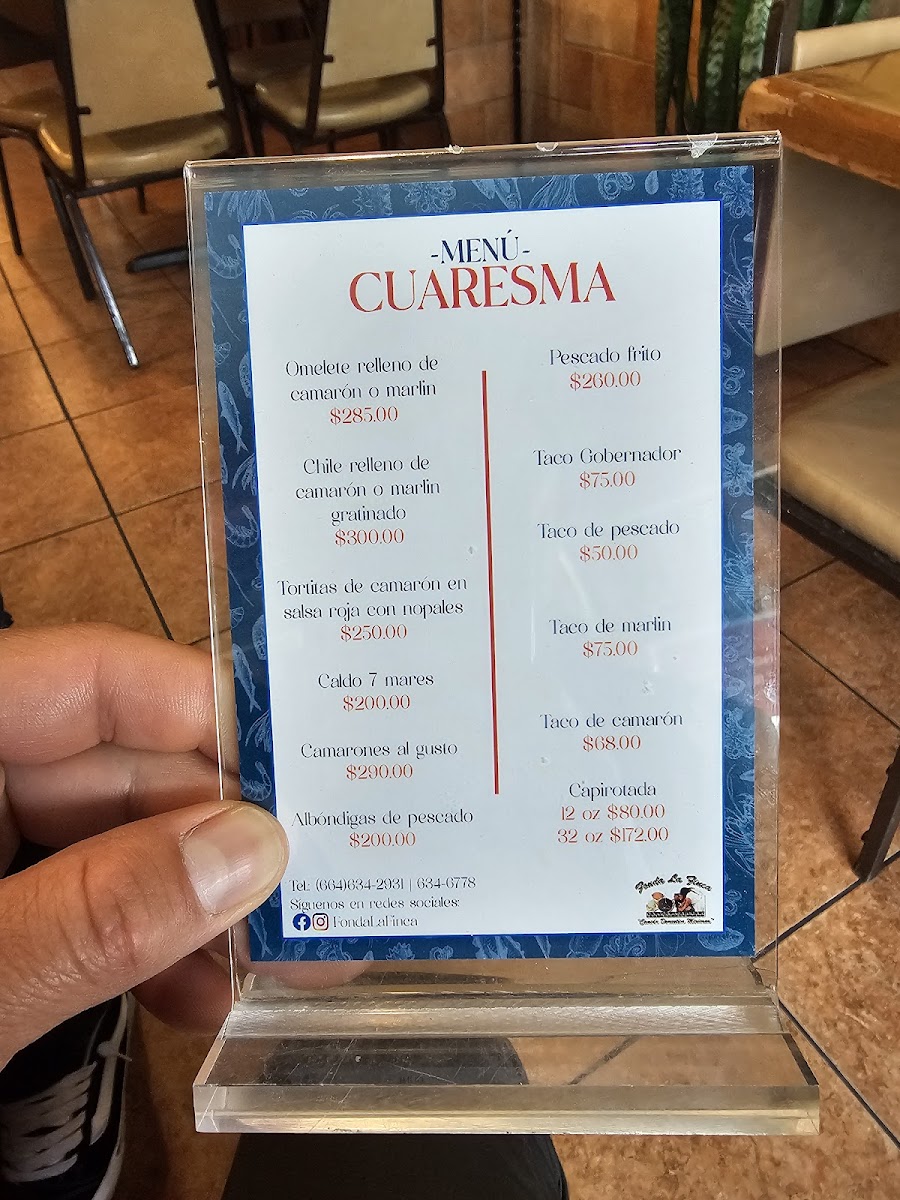 -MENÚ-
CUARESMA
Omelete relleno de
camarón o marlin
$285.00
Chile relleno de
camarón o marlin
gratinado
$300.00
Tortitas de camarón en
salsa roja con nopales
$250.00
Caldo 7 mares
$200.00
Camarones al gusto
$290.00
Albóndigas de pescado
$200.00
Pescado frito
$260.00
Taco Gobernador
$75.00
Taco de pescado
$50.00
Taco de marlin
$75.00
Taco de camarón
$68.00
Capirotada
12 oz $80.00
32 oz $172.00
Tel: (664)634-2931 | 634-6778
Siguenos en redes sociales:
FondaLaFinca
Fonda La Finca